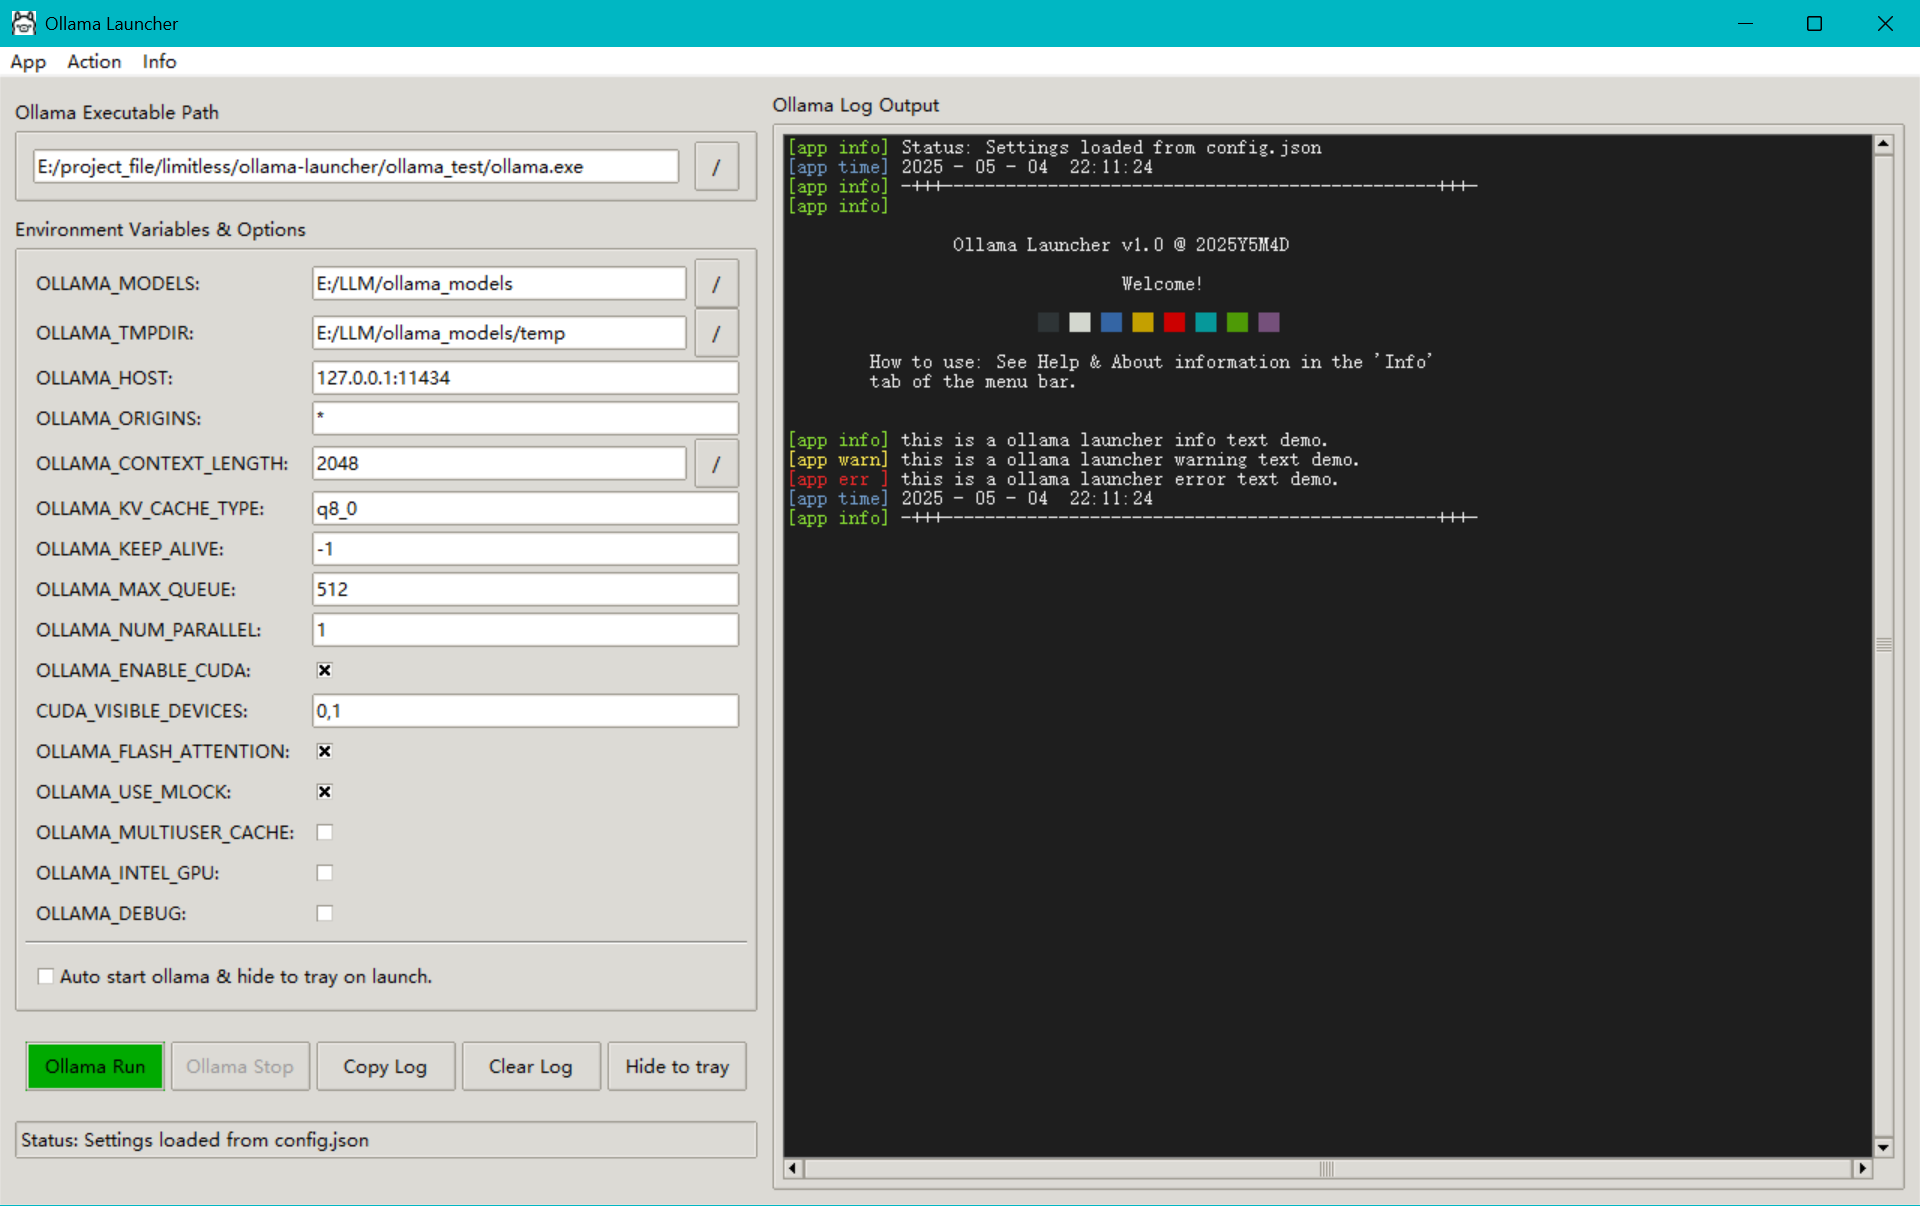 Ollama Launcher
App Action Info
Ollama Executable Path
E:/project_file/limitless/ollama-launcher/ollama_test/ollama.exe /
Environment Variables & Options
OLLAMA_MODELS: E:/LLM/ollama_models /
OLLAMA_TMPDIR: E:/LLM/ollama_models/temp /
OLLAMA_HOST: 127.0.0.1:11434
OLLAMA_ORIGINS: *
OLLAMA_CONTEXT_LENGTH: 2048 /
OLLAMA_KV_CACHE_TYPE: q8_0
OLLAMA_KEEP_ALIVE: -1
OLLAMA_MAX_QUEUE: 512
OLLAMA_NUM_PARALLEL: 1
OLLAMA_ENABLE_CUDA:
CUDA_VISIBLE_DEVICES: 0,1
OLLAMA_FLASH_ATTENTION:
OLLAMA_USE_MLOCK:
OLLAMA_MULTIUSER_CACHE:
OLLAMA_INTEL_GPU:
OLLAMA_DEBUG:
Auto start ollama & hide to tray on launch.
Ollama Run Ollama Stop Copy Log Clear Log Hide to tray
Status: Settings loaded from config.json
Ollama Log Output
[app info] Status: Settings loaded from config.json
[app time] 2025 - 05 - 04 22:11:24
[app info] -+++-----------------------------------------------+++-
[app info]
Ollama Launcher v1.0 @ 2025Y5M4D
Welcome!
How to use: See Help & About information in the 'Info'
tab of the menu bar.
[app info] this is a ollama launcher info text demo.
[app warn] this is a ollama launcher warning text demo.
[app err ] this is a ollama launcher error text demo.
[app time] 2025 - 05 - 04 22:11:24
[app info] -+++-----------------------------------------------+++-